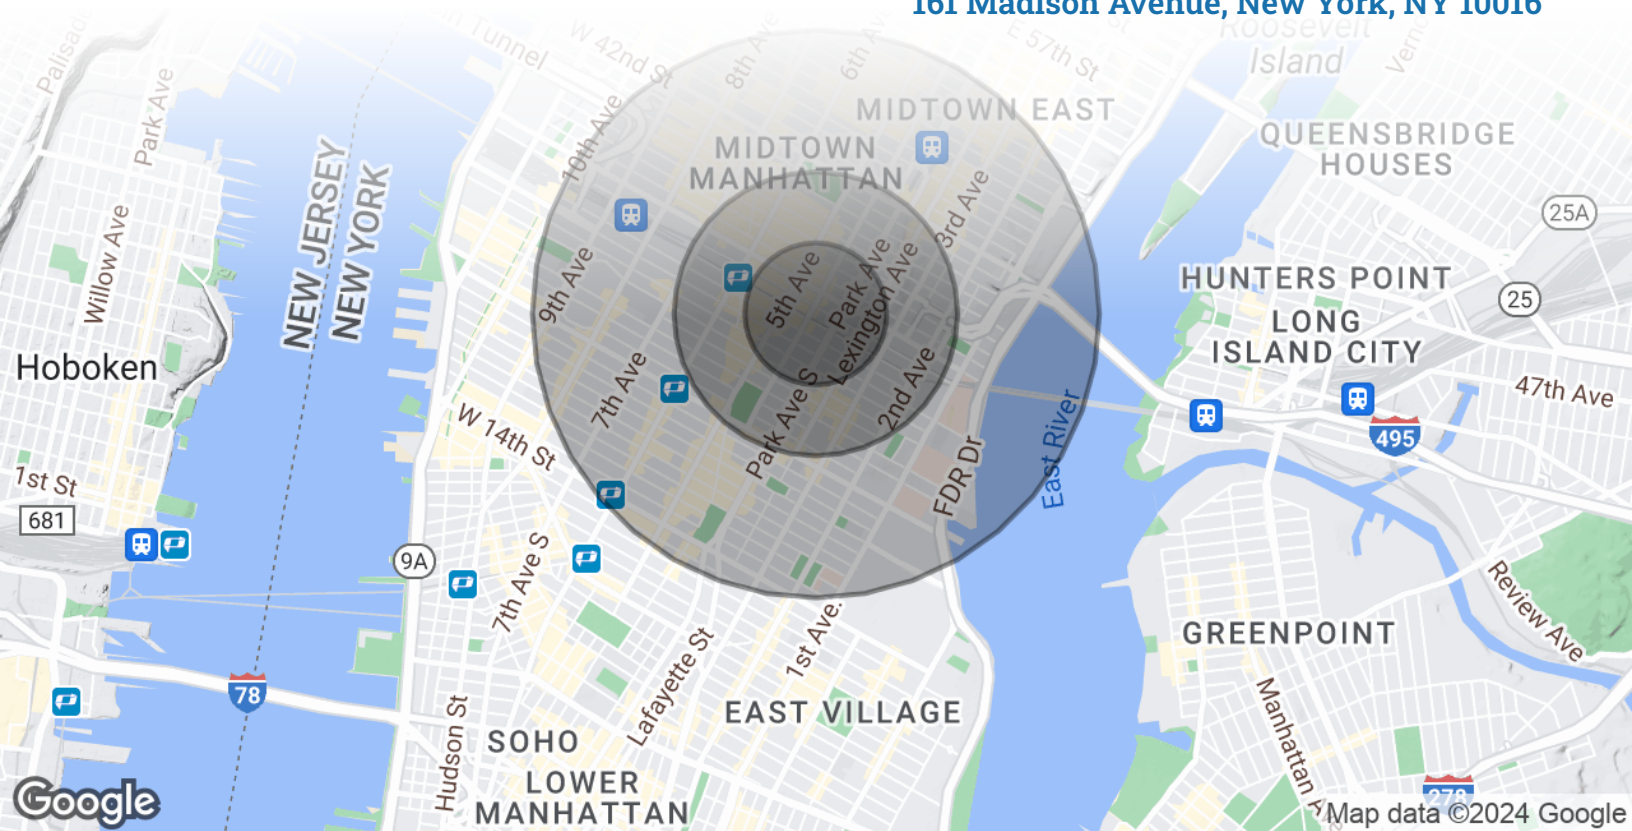 161 Madison Avenue, New York, NY 10016
Palisad
Park Ave
Tunnel
W 42nd St
8th Ave
6th A
E 57th St
Roosevelt
Island
Vern
MIDTOWN EAST
10th Ave
MIDTOWN
MANHATTAN
QUEENSBRIDGE
HOUSES
NEW JERSEY
NEW YORK
Willow Ave
3rd Ave
25A
9th Ave
5th Ave
Park Ave
Lexington Ave
HUNTERS POINT
25
LONG
ISLAND CITY
Hoboken
7th Ave
Park Ave S
2nd Ave
47th Ave
W 14th St
East River
495
1st St
FDR Dr
681
9A
7th Ave S
Review Ave
1st Ave.
Lafayette St
GREENPOINT
78
Hudson St
EAST VILLAGE
SOHO
Manhattan A
LOWER
MANHATTAN
278
Google
Map data ©2024 Google